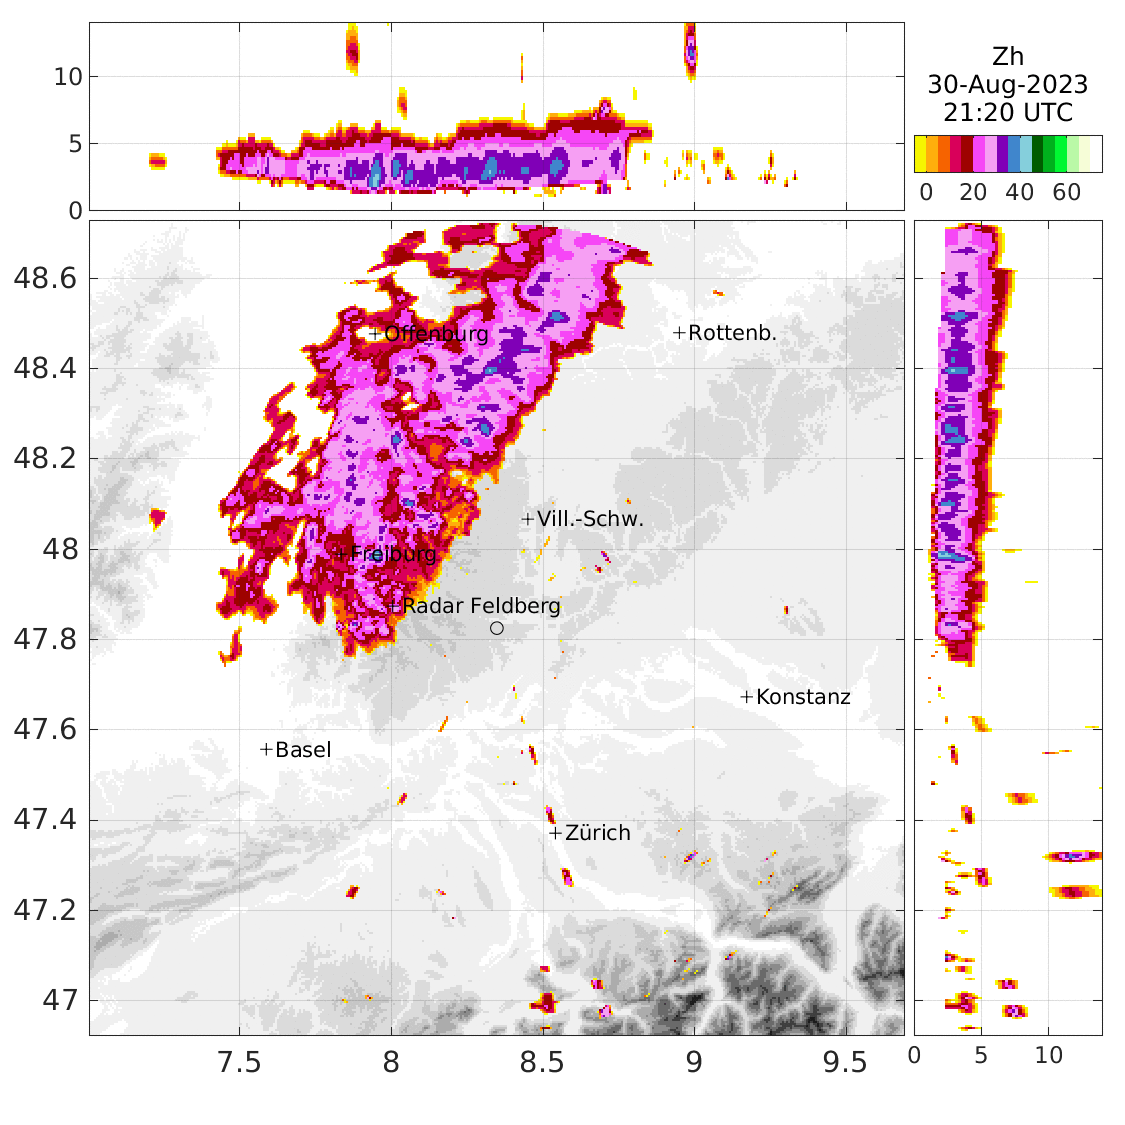 10
5
0
Zh
30-Aug-2023
21:20 UTC
0 20 40 60
48.6
48.4
48.2
48
47.8
47.6
47.4
47.2
47
Offenburg
Rottenb.
Vill.-Schw.
Freiburg
Radar Feldberg
Konstanz
Basel
Zürich
7.5 8 8.5 9 9.5
0 5 10